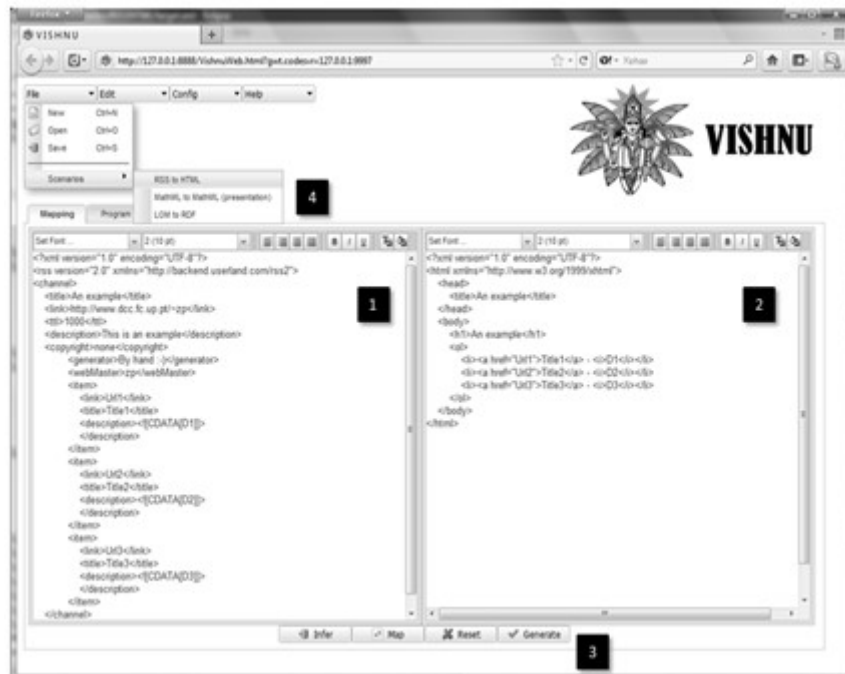 Firefox
VISHNU
+
http://127.0.0.1:8888/VishnuWeb.html?gwt.codesvr=127.0.0.1:9997
Yahoo
File Edit Config Help
New Ctrl+N
Open Ctrl+O
Save Ctrl+S
Scenarios
RSS to HTML
MathML to MathML (presentation)
LOM to RDF
4
VISHNU
Mapping Program
Set Font ... 2 (10 pt) B I U
<?xml version="1.0" encoding="UTF-8"?>
<rss version="2.0" xmlns="http://backend.userland.com/rss2">
<channel>
<title>An example</title>
<link>http://www.dcc.fc.up.pt/~zp</link>
<ttl>1000</ttl>
<description>This is an example</description>
<copyright>none</copyright>
<generator>By hand :-)</generator>
<webMaster>zp</webMaster>
<item>
<link>Url1</link>
<title>Title1</title>
<description><![CDATA[D1]]>
</description>
</item>
<item>
<link>Url2</link>
<title>Title2</title>
<description><![CDATA[D2]]>
</description>
</item>
<item>
<link>Url3</link>
<title>Title3</title>
<description><![CDATA[D3]]>
</description>
</item>
</channel>
1
Set Font ... 2 (10 pt) B I U
<?xml version="1.0" encoding="UTF-8"?>
<html xmlns="http://www.w3.org/1999/xhtml">
<head>
<title>An example</title>
</head>
<body>
<h1>An example</h1>
<ol>
<li><a href="Url1">Title1</a> - <i>D1</i></li>
<li><a href="Url2">Title2</a> - <i>D2</i></li>
<li><a href="Url3">Title3</a> - <i>D3</i></li>
</ol>
</body>
</html>
2
Infer Map Reset Generate
3